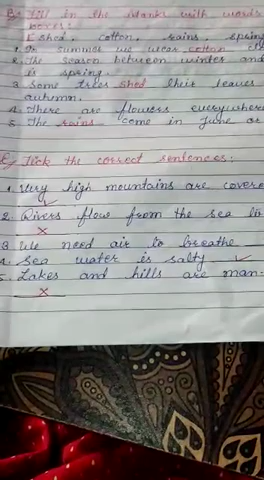 B. Fill in the blanks with words
boxes:
shed, cotton, rains, spring
1. In summer we wear cotton
2. The season between winter and
is spring.
3. Some trees shed their leaves
autumn.
4. There are flowers everywhere
5. The rains come in June or
Tick the correct sentences:
1. Very high mountains are covere
2. Rivers flow from the sea to
x
3. We need air to breathe
4. Sea water is salty ✓
5. Lakes and hills are man-
x